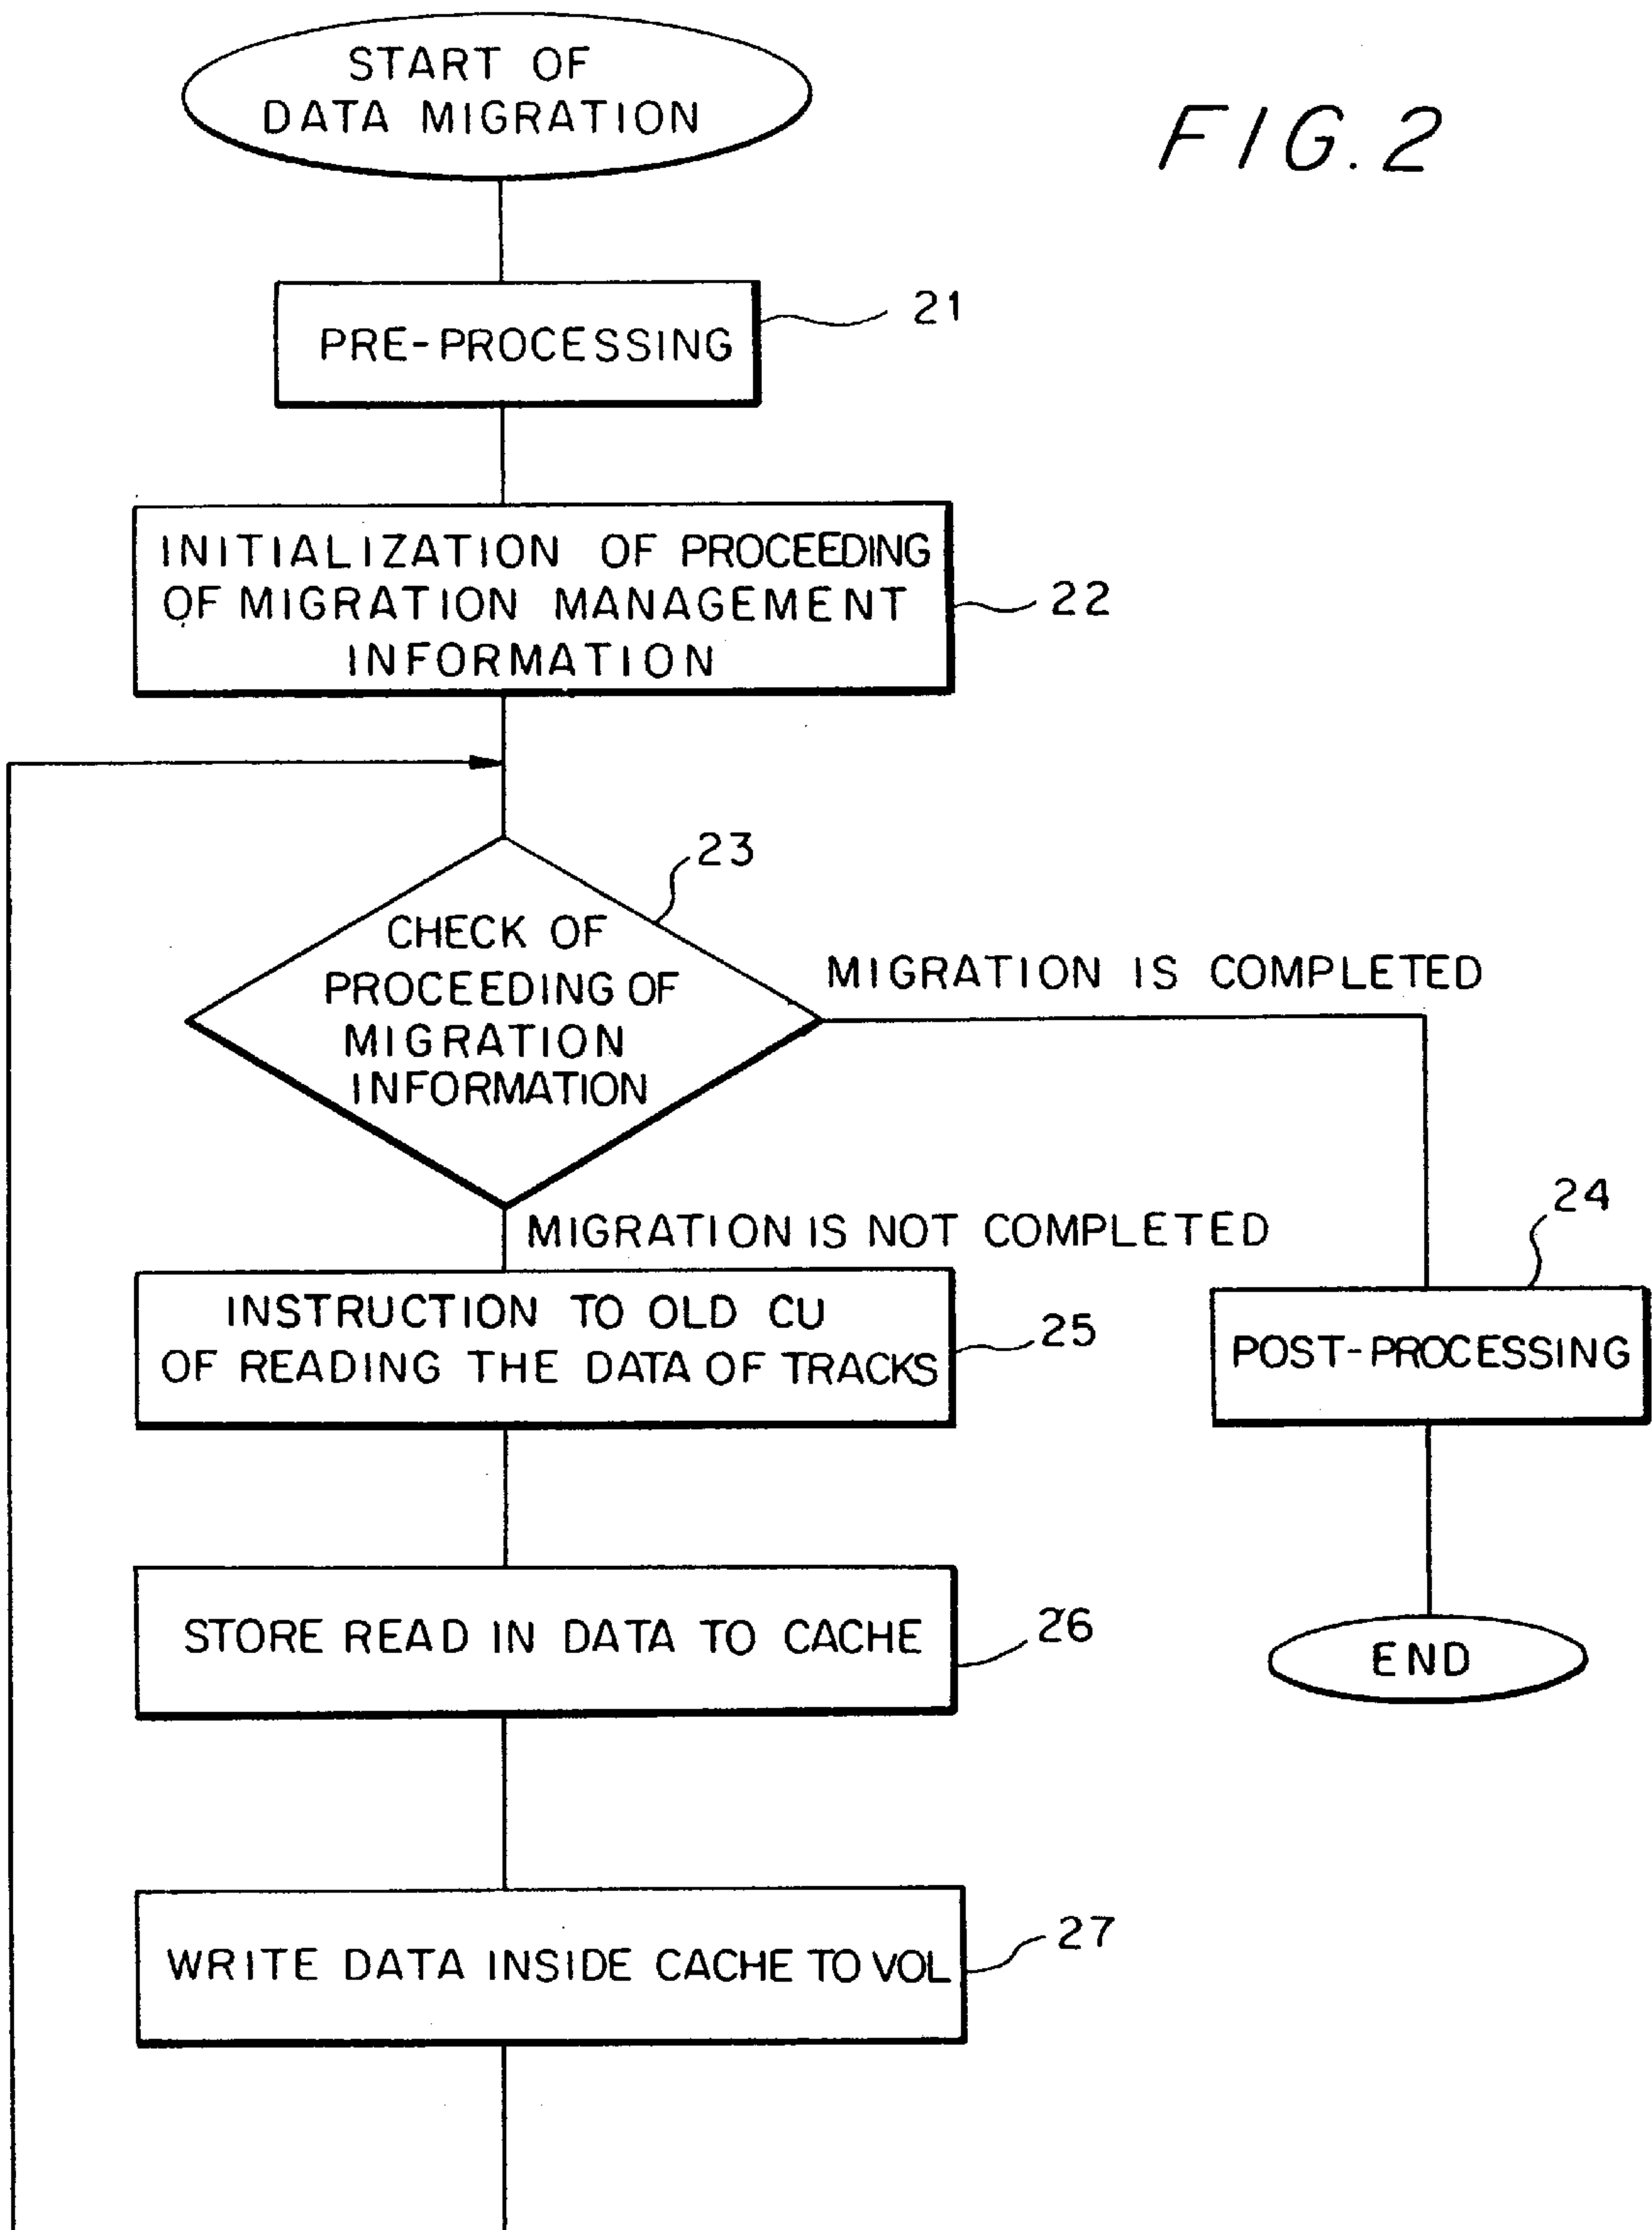 START OF
DATA MIGRATION
FIG. 2
21
PRE-PROCESSING
INITIALIZATION OF PROCEEDING
OF MIGRATION MANAGEMENT
INFORMATION
22
23
CHECK OF
PROCEEDING OF
MIGRATION
INFORMATION
MIGRATION IS COMPLETED
MIGRATION IS NOT COMPLETED
24
INSTRUCTION TO OLD CU
OF READING THE DATA OF TRACKS
25
POST-PROCESSING
STORE READ IN DATA TO CACHE
26
END
WRITE DATA INSIDE CACHE TO VOL
27